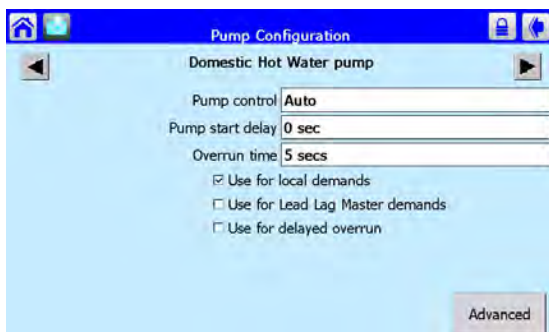 Pump Configuration
Domestic Hot Water pump
Pump control Auto
Pump start delay 0 sec
Overrun time 5 secs
Use for local demands
Use for Lead Lag Master demands
Use for delayed overrun
Advanced